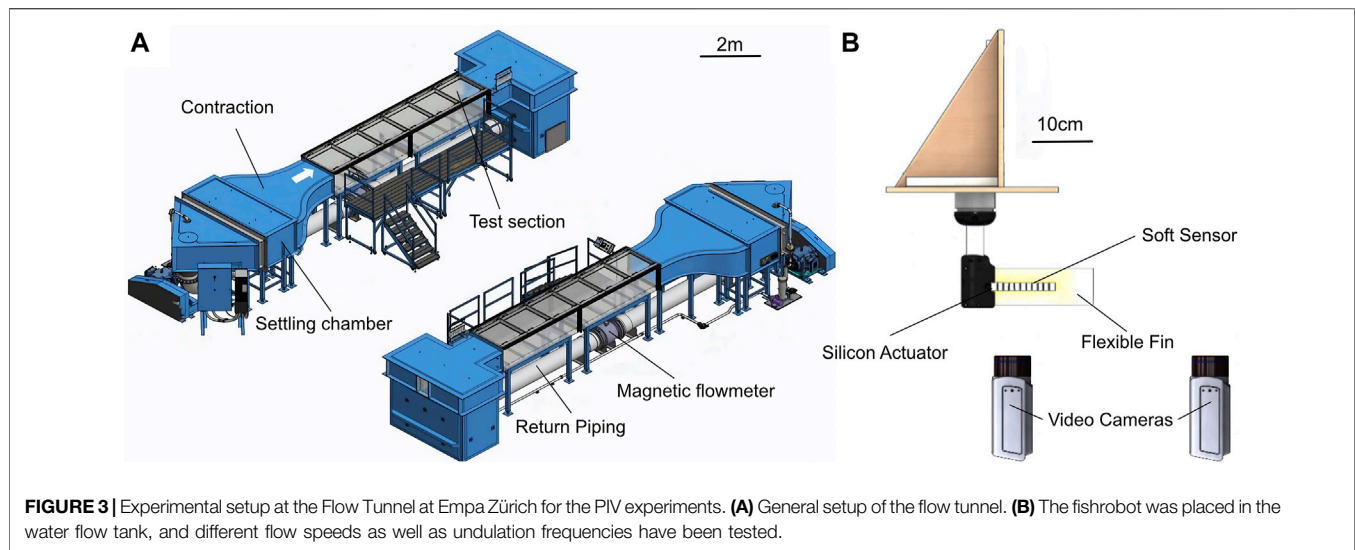 A
2m
B
Contraction
10cm
Test section
Soft Sensor
Settling chamber
Silicon Actuator
Flexible Fin
Magnetic flowmeter
Return Piping
Video Cameras
FIGURE 3 | Experimental setup at the Flow Tunnel at Empa Zürich for the PIV experiments. (A) General setup of the flow tunnel. (B) The fishrobot was placed in the
water flow tank, and different flow speeds as well as undulation frequencies have been tested.